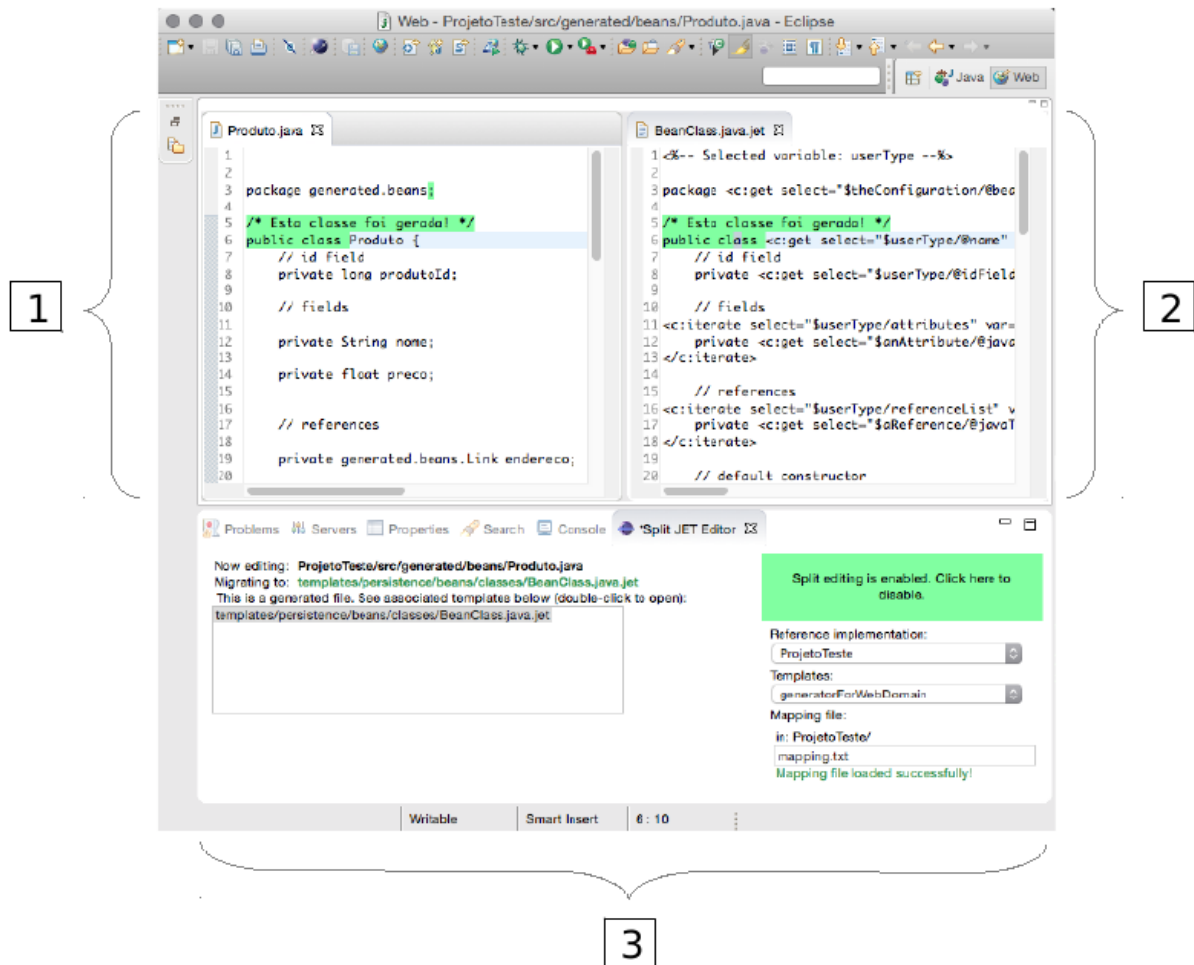 Web - ProjetoTeste/src/generated/beans/Produto.java - Eclipse
Java Web
Produto.java
1
2
3 package generated.beans;
4
5 /* Esta classe foi gerada! */
6 public class Produto {
7 // id field
8 private long produtoId;
9
10 // fields
11
12 private String nome;
13
14 private float preco;
15
16
17 // references
18
19 private generated.beans.Link endereco;
20
BeanClass.java.jet
1 <%-- Selected variable: userType --%>
2
3 package <c:get select="$theConfiguration/@bea
4
5 /* Esta classe foi gerada! */
6 public class <c:get select="$userType/@name"
7 // id field
8 private <c:get select="$userType/@idField
9
10 // fields
11 <c:iterate select="$userType/attributes" var=
12 private <c:get select="$anAttribute/@java
13 </c:iterate>
14
15 // references
16 <c:iterate select="$userType/referenceList" v
17 private <c:get select="$aReference/@javaT
18 </c:iterate>
19
20 // default constructor
1
2
Problems Servers Properties Search Console *Split JET Editor
Now editing: ProjetoTeste/src/generated/beans/Produto.java
Migrating to: templates/persistence/beans/classes/BeanClass.java.jet
This is a generated file. See associated templates below (double-click to open):
templates/persistence/beans/classes/BeanClass.java.jet
Split editing is enabled. Click here to
disable.
Reference implementation:
ProjetoTeste
Templates:
generatorForWebDomain
Mapping file:
in: ProjetoTeste/
mapping.txt
Mapping file loaded successfully!
Writable Smart Insert 6 : 10
3